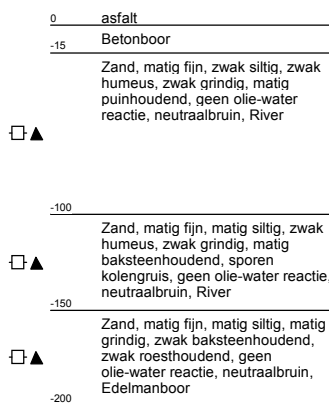 0 asfalt
-15 Betonboor
Zand, matig fijn, zwak siltig, zwak
humeus, zwak grindig, matig
puinhoudend, geen olie-water
reactie, neutraalbruin, River
-100
Zand, matig fijn, matig siltig, zwak
humeus, zwak grindig, matig
baksteenhoudend, sporen
kolengruis, geen olie-water reactie,
neutraalbruin, River
-150
Zand, matig fijn, matig siltig, matig
grindig, zwak baksteenhoudend,
zwak roesthoudend, geen
olie-water reactie, neutraalbruin,
Edelmanboor
-200